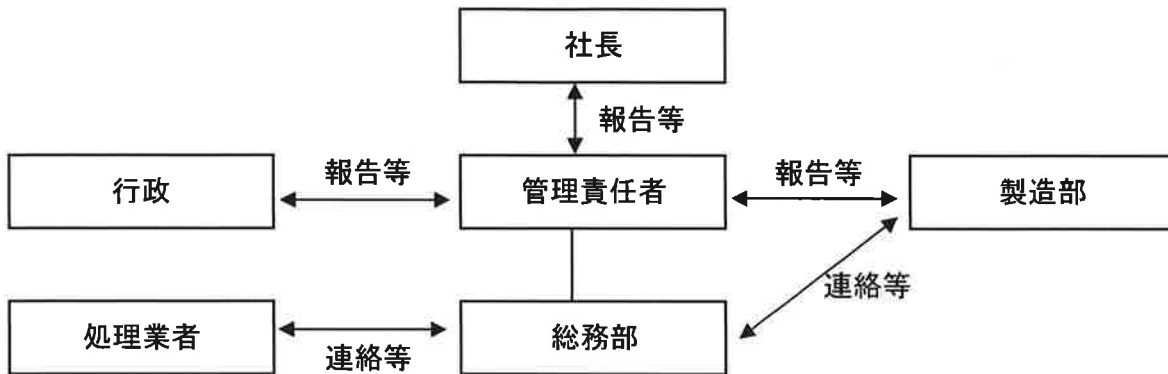 社長
報告等
行政
報告等
管理責任者
報告等
製造部
連絡等
処理業者
連絡等
総務部